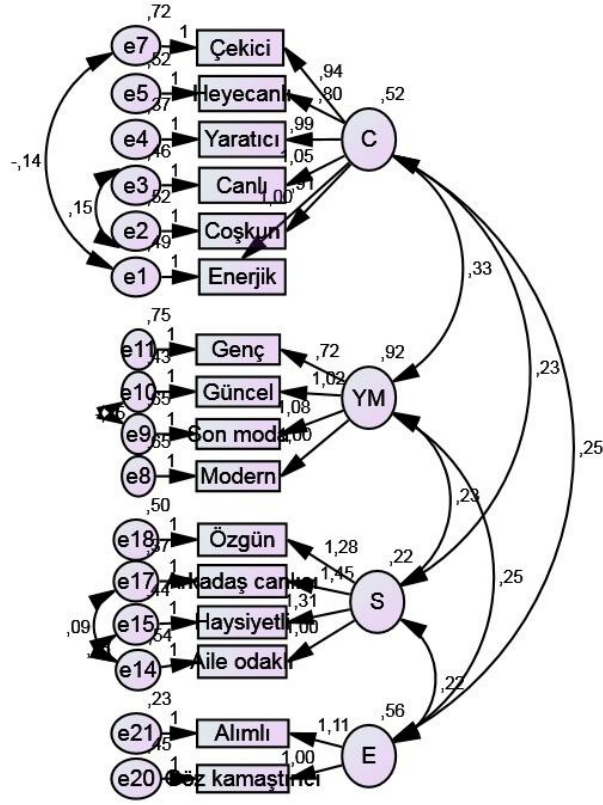 ,72
e7 1 Çekici
,94
,52
e5 1 Heyecanlı
,80
,52
,37
e4 1 Yaratıcı
,99
C
,46
e3 1 Canlı
1,05
-,14
,15
,52
e2 1 Coşkun
,91
,49
e1 1 Enerjik
1,00
,33
,75
e11 1 Genç
,72
,92
,43
e10 1 Güncel
1,02
YM
,23
e9 1 Son moda
1,08
,65
e8 1 Modern
1,00
,25
,50
e18 1 Özgün
1,28
,23
,22
,37
e17 1 Arkadaş canlısı
1,45
,25
,44
e15 1 Haysiyetli
1,31
S
,09
,54
e14 1 Aile odaklı
1,00
,23
e21 1 Alımlı
1,11
,22
,56
,45
e20 1 Göz kamaştırıcı
1,00
E